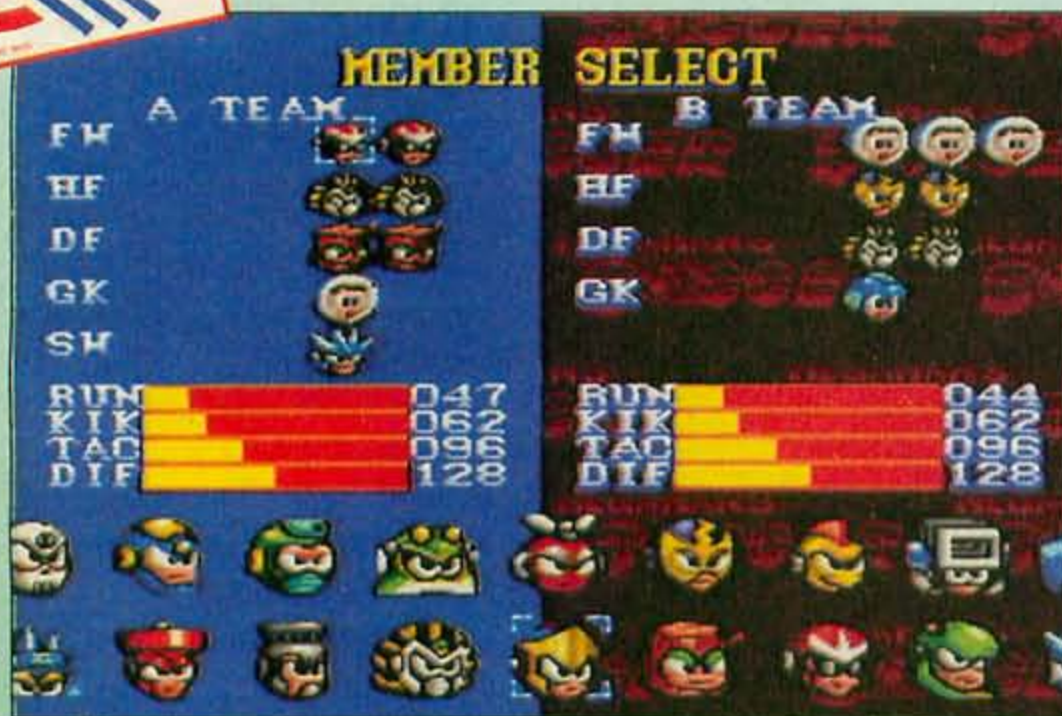 MEMBER SELECT
A TEAM
FW
HF
DF
GK
SW
RUN 047
KIK 062
TAC 096
DIF 128
B TEAM
FW
HF
DF
GK
RUN 044
KIK 062
TAC 096
DIF 128